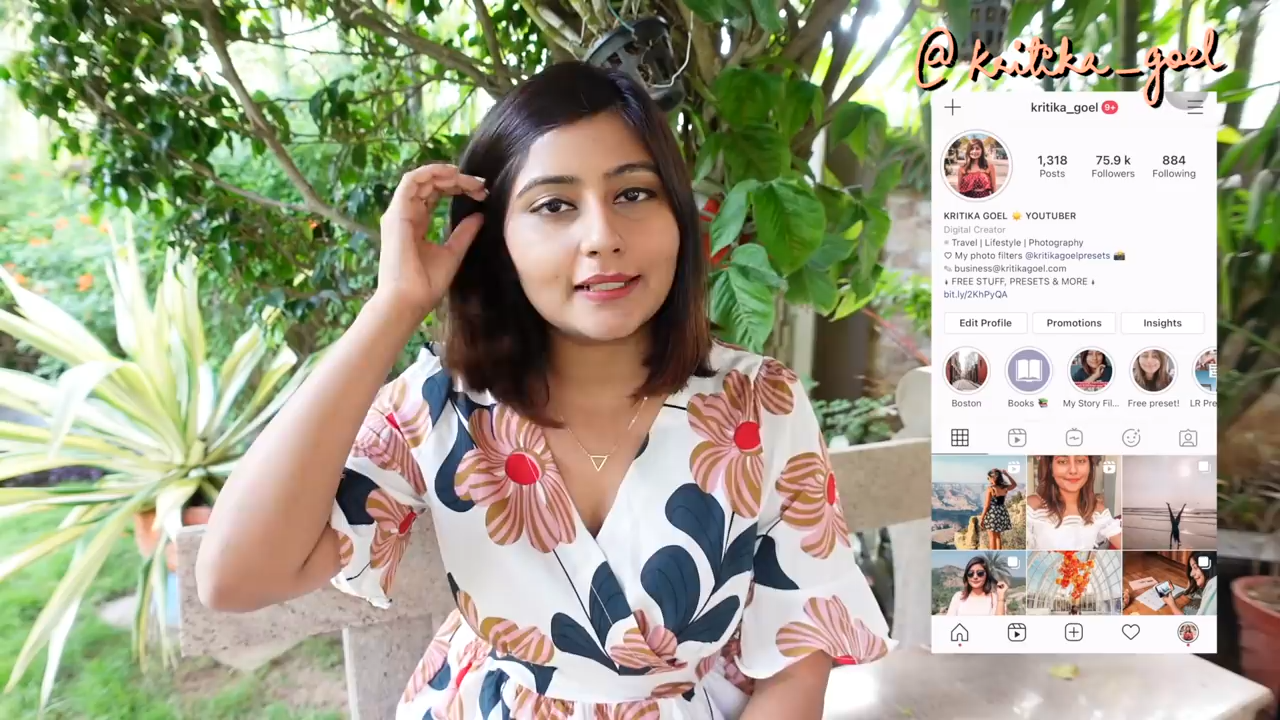 @kritika_goel
kritika_goel 9+
1,318 75.9 k 884
Posts Followers Following
KRITIKA GOEL ☀️ YOUTUBER
Digital Creator
Travel | Lifestyle | Photography
♡ My photo filters @kritikagoelpresets 📸
✎ business@kritikagoel.com
FREE STUFF, PRESETS & MORE
bit.ly/2KhPyQA
Edit Profile Promotions Insights
Boston Books 📚 My Story Fil... Free preset! LR Pre